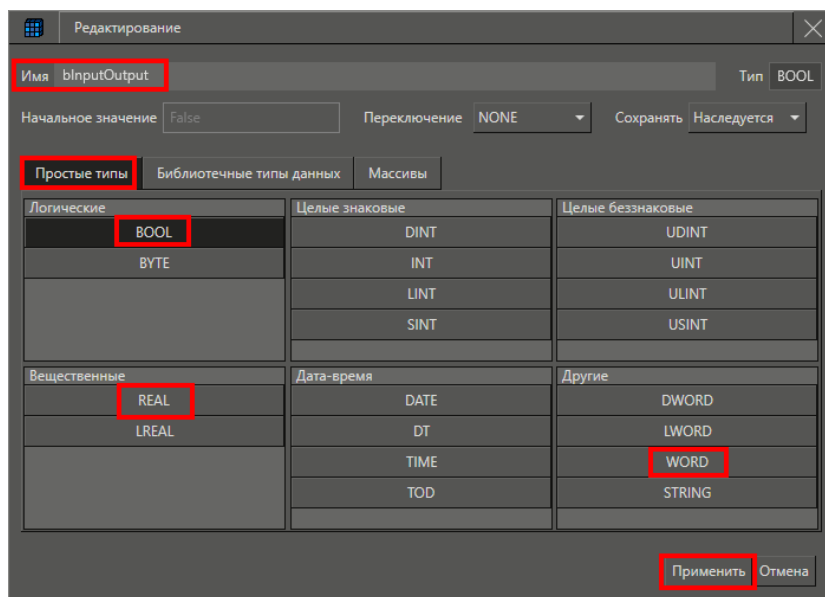 Редактирование
Имя bInputOutput Тип BOOL
Начальное значение False Переключение NONE Сохранять Наследуется
Простые типы Библиотечные типы данных Массивы
Логические Целые знаковые Целые беззнаковые
BOOL DINT UDINT
BYTE INT UINT
LINT ULINT
SINT USINT
Вещественные Дата-время Другие
REAL DATE DWORD
LREAL DT LWORD
TIME WORD
TOD STRING
Применить Отмена